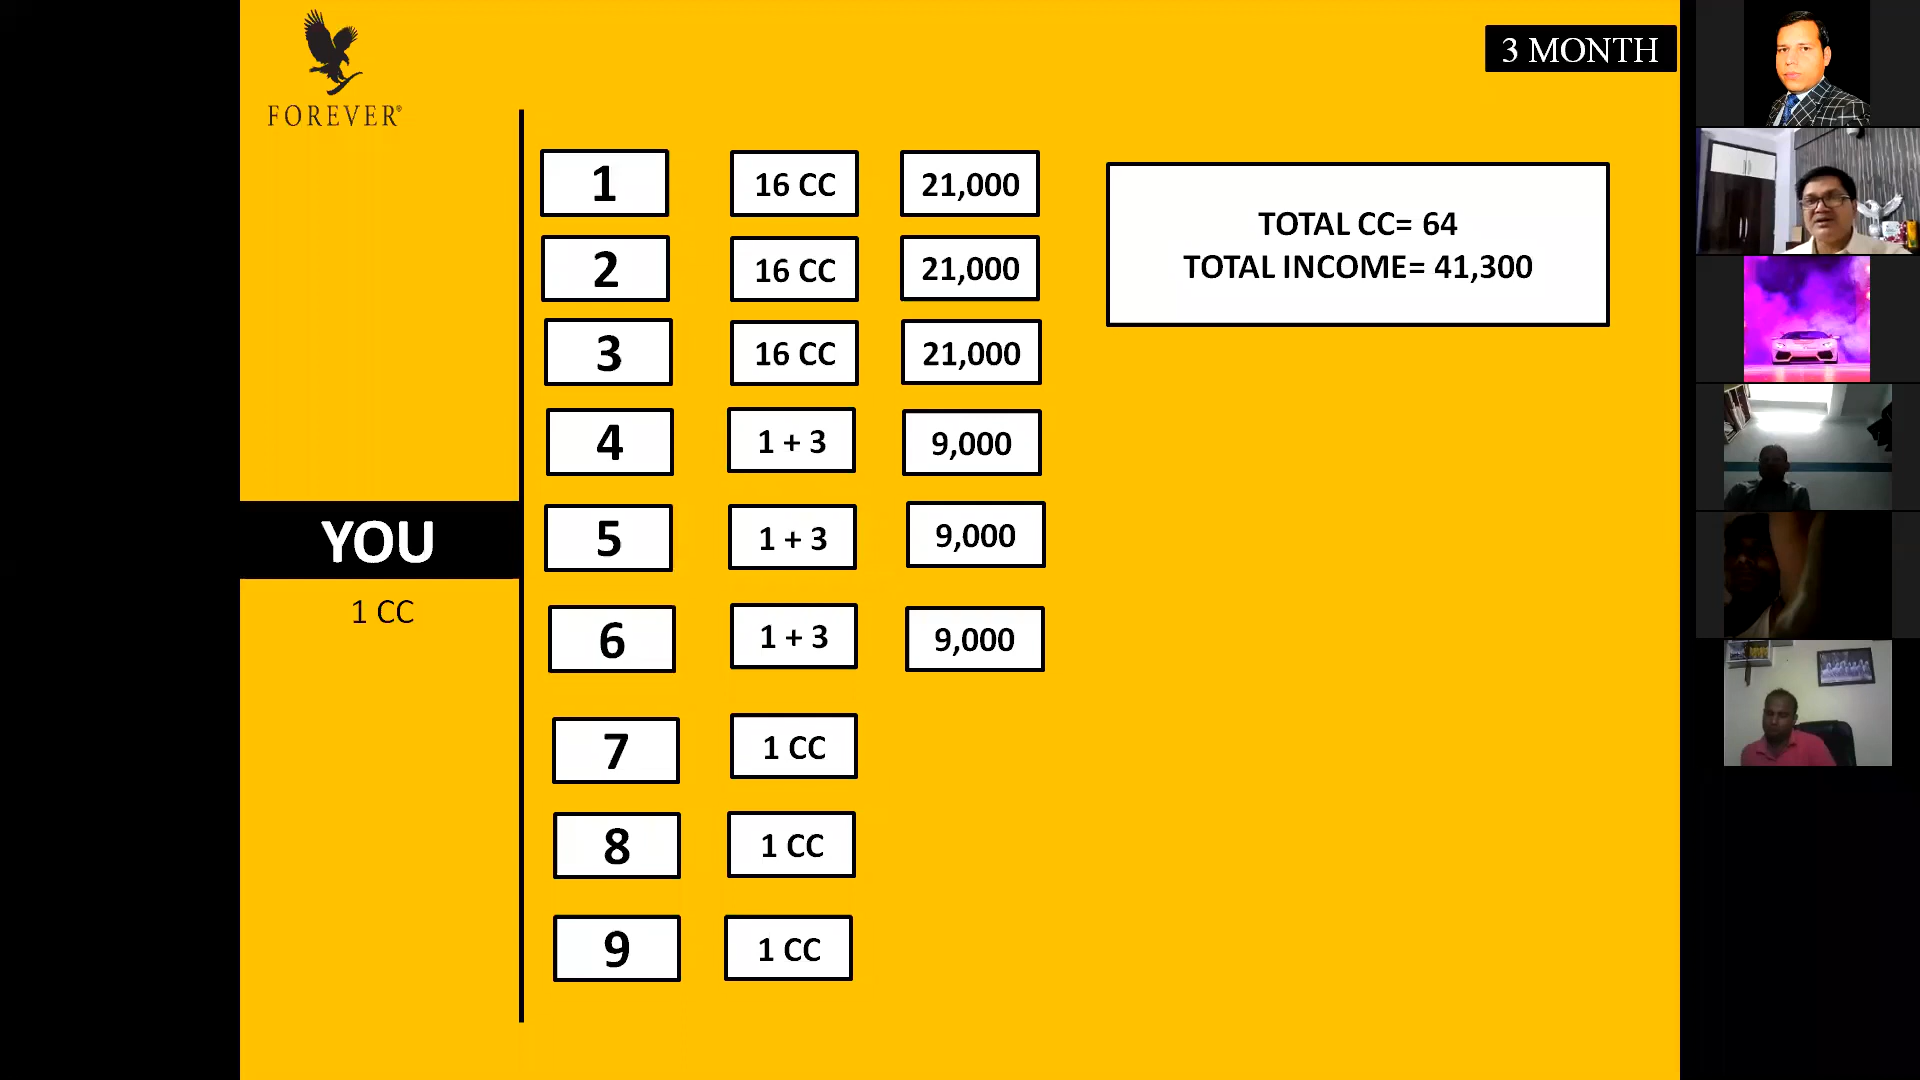 FOREVER®
3 MONTH
1 16 CC 21,000
2 16 CC 21,000
3 16 CC 21,000
4 1 + 3 9,000
5 1 + 3 9,000
6 1 + 3 9,000
7 1 CC
8 1 CC
9 1 CC
TOTAL CC= 64
TOTAL INCOME= 41,300
YOU
1 CC